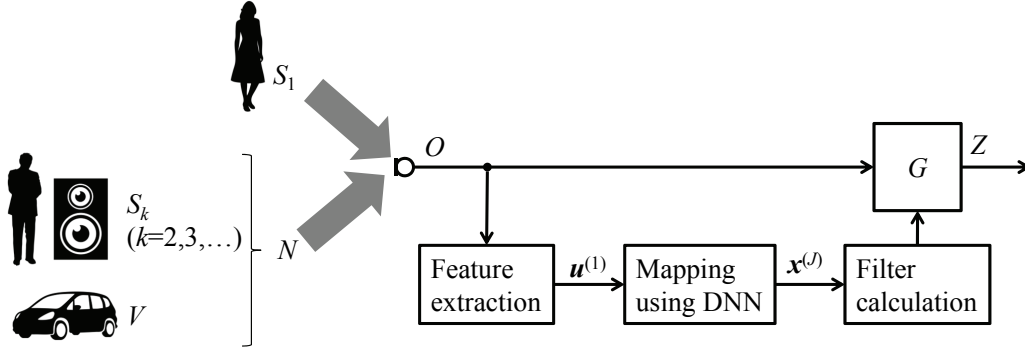 S₁
O
Z
G
Sₖ
(k=2,3,…)
N
V
Feature
extraction
u⁽¹⁾
Mapping
using DNN
x⁽ᴶ⁾
Filter
calculation